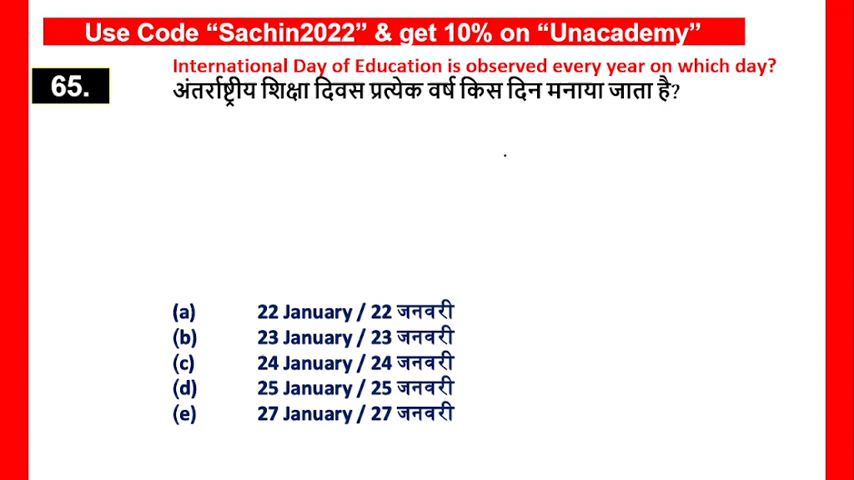 Use Code “Sachin2022” & get 10% on “Unacademy”
International Day of Education is observed every year on which day?
65.
अंतर्राष्ट्रीय शिक्षा दिवस प्रत्येक वर्ष किस दिन मनाया जाता है?
(a) 22 January / 22 जनवरी
(b) 23 January / 23 जनवरी
(c) 24 January / 24 जनवरी
(d) 25 January / 25 जनवरी
(e) 27 January / 27 जनवरी